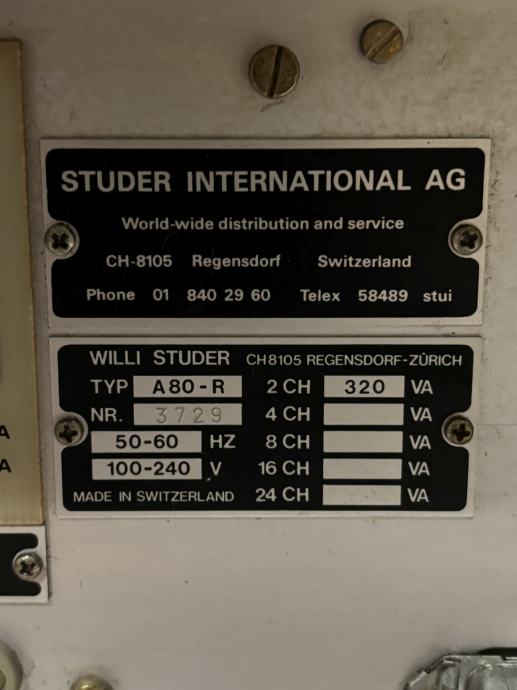 STUDER INTERNATIONAL AG
World-wide distribution and service
CH-8105 Regensdorf Switzerland
Phone 01 840 29 60 Telex 58489 stui
WILLI STUDER CH8105 REGENSDORF-ZÜRICH
TYP A80-R 2 CH 320 VA
NR. 3729 4 CH VA
50-60 HZ 8 CH VA
100-240 V 16 CH VA
MADE IN SWITZERLAND 24 CH VA
A
A